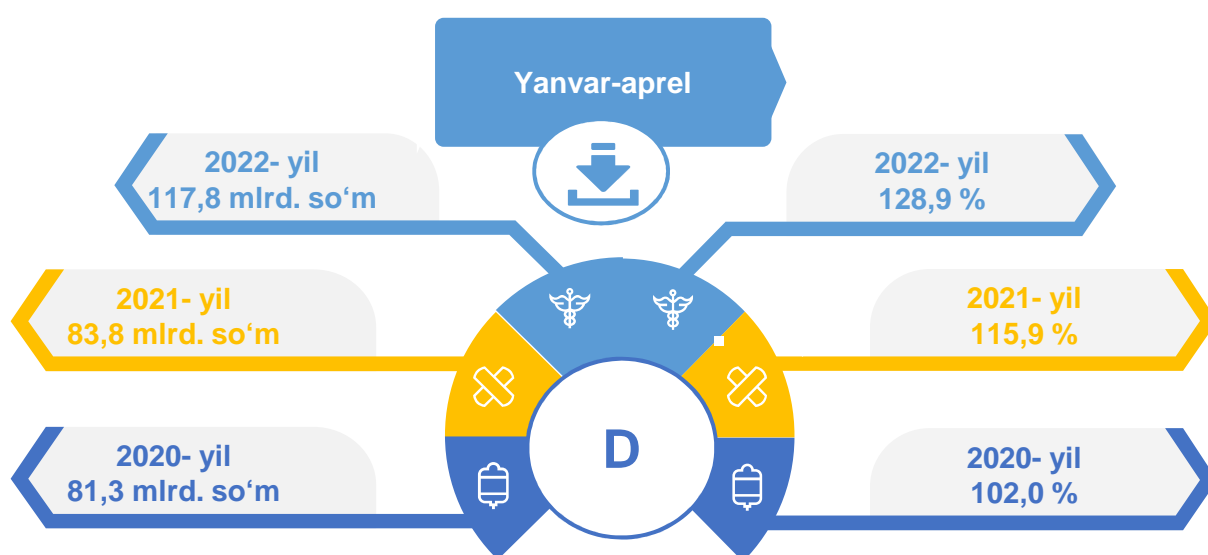 Yanvar-aprel
2022- yil
117,8 mlrd. so‘m
2022- yil
128,9 %
2021- yil
83,8 mlrd. so‘m
2021- yil
115,9 %
2020- yil
81,3 mlrd. so‘m
2020- yil
102,0 %
D